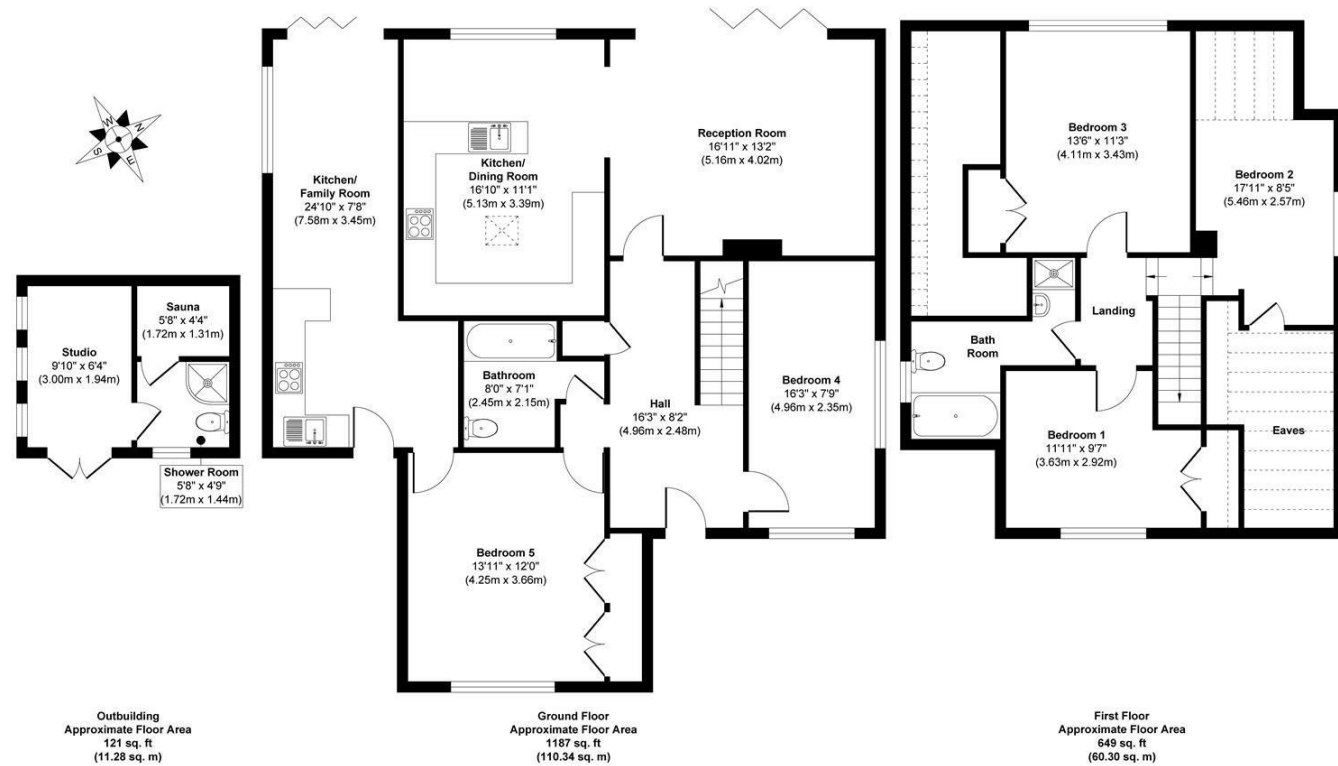 W
N
S
E
Kitchen/
Family Room
24'10" x 7'8"
(7.58m x 3.45m)
Kitchen/
Dining Room
16'10" x 11'1"
(5.13m x 3.39m)
Reception Room
16'11" x 13'2"
(5.16m x 4.02m)
Bedroom 3
13'6" x 11'3"
(4.11m x 3.43m)
Bedroom 2
17'11" x 8'5"
(5.46m x 2.57m)
Sauna
5'8" x 4'4"
(1.72m x 1.31m)
Studio
9'10" x 6'4"
(3.00m x 1.94m)
Shower Room
5'8" x 4'9"
(1.72m x 1.44m)
Bathroom
8'0" x 7'1"
(2.45m x 2.15m)
Hall
16'3" x 8'2"
(4.96m x 2.48m)
Bedroom 4
16'3" x 7'9"
(4.96m x 2.35m)
Landing
Bath
Room
Bedroom 1
11'11" x 9'7"
(3.63m x 2.92m)
Eaves
Bedroom 5
13'11" x 12'0"
(4.25m x 3.66m)
Outbuilding
Approximate Floor Area
121 sq. ft
(11.28 sq. m)
Ground Floor
Approximate Floor Area
1187 sq. ft
(110.34 sq. m)
First Floor
Approximate Floor Area
649 sq. ft
(60.30 sq. m)